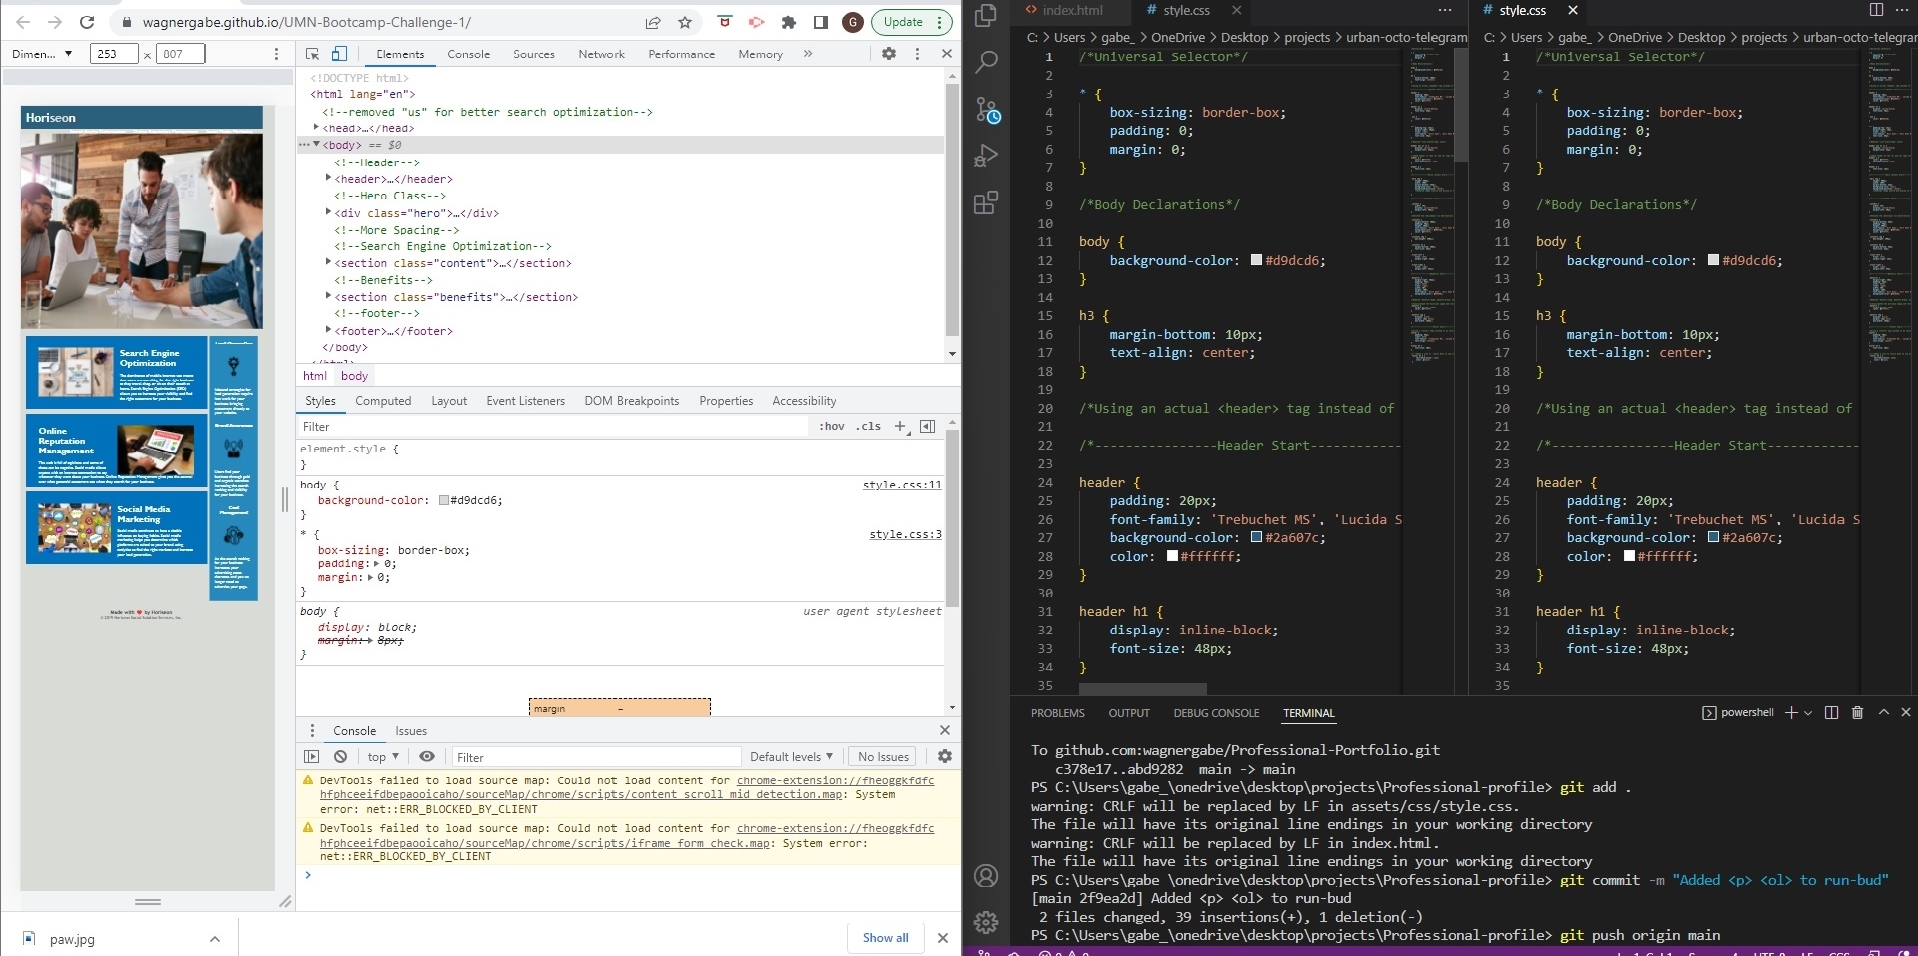 wagnergabe.github.io/UMN-Bootcamp-Challenge-1/
G
Update
Dimen...
253
x
807
Elements
Console
Sources
Network
Performance
Memory
»
Horiseon
Search Engine
Optimization
Online
Reputation
Management
Social Media
Marketing
Brand Awareness
Cost
Management
Made with ❤ by Horiseon
© 2019 Horiseon Social Solution Services, Inc.
<!DOCTYPE html>
<html lang="en">
<!--removed "us" for better search optimization-->
<head>…</head>
<body> == $0
<!--Header-->
<header>…</header>
<!--Hero Class-->
<div class="hero">…</div>
<!--More Spacing-->
<!--Search Engine Optimization-->
<section class="content">…</section>
<!--Benefits-->
<section class="benefits">…</section>
<!--footer-->
<footer>…</footer>
</body>
</html>
html
body
Styles
Computed
Layout
Event Listeners
DOM Breakpoints
Properties
Accessibility
Filter
:hov
.cls
+
element.style {
}
body {
style.css:11
background-color: #d9dcd6;
}
* {
style.css:3
box-sizing: border-box;
padding: 0;
margin: 0;
}
body {
user agent stylesheet
display: block;
margin: 8px;
}
margin
–
Console
Issues
top
Filter
Default levels
No Issues
DevTools failed to load source map: Could not load content for chrome-extension://fheoggkfdfc
hfphceeifdbepaooicaho/sourceMap/chrome/scripts/content_scroll_mid_detection.map: System
error: net::ERR_BLOCKED_BY_CLIENT
DevTools failed to load source map: Could not load content for chrome-extension://fheoggkfdfc
hfphceeifdbepaooicaho/sourceMap/chrome/scripts/iframe_form_check.map: System error:
net::ERR_BLOCKED_BY_CLIENT
>
paw.jpg
Show all
<> index.html
# style.css
C: > Users > gabe_ > OneDrive > Desktop > projects > urban-octo-telegram
1 /*Universal Selector*/
2
3 * {
4 box-sizing: border-box;
5 padding: 0;
6 margin: 0;
7 }
8
9 /*Body Declarations*/
10
11 body {
12 background-color: #d9dcd6;
13 }
14
15 h3 {
16 margin-bottom: 10px;
17 text-align: center;
18 }
19
20 /*Using an actual <header> tag instead of
21
22 /*----------------Header Start------------
23
24 header {
25 padding: 20px;
26 font-family: 'Trebuchet MS', 'Lucida S
27 background-color: #2a607c;
28 color: #ffffff;
29 }
30
31 header h1 {
32 display: inline-block;
33 font-size: 48px;
34 }
35
# style.css
C: > Users > gabe_ > OneDrive > Desktop > projects > urban-octo-telegrar
1 /*Universal Selector*/
2
3 * {
4 box-sizing: border-box;
5 padding: 0;
6 margin: 0;
7 }
8
9 /*Body Declarations*/
10
11 body {
12 background-color: #d9dcd6;
13 }
14
15 h3 {
16 margin-bottom: 10px;
17 text-align: center;
18 }
19
20 /*Using an actual <header> tag instead of
21
22 /*----------------Header Start------------
23
24 header {
25 padding: 20px;
26 font-family: 'Trebuchet MS', 'Lucida S
27 background-color: #2a607c;
28 color: #ffffff;
29 }
30
31 header h1 {
32 display: inline-block;
33 font-size: 48px;
34 }
35
PROBLEMS
OUTPUT
DEBUG CONSOLE
TERMINAL
powershell
To github.com:wagnergabe/Professional-Portfolio.git
c378e17..abd9282 main -> main
PS C:\Users\gabe_\onedrive\desktop\projects\Professional-profile> git add .
warning: CRLF will be replaced by LF in assets/css/style.css.
The file will have its original line endings in your working directory
warning: CRLF will be replaced by LF in index.html.
The file will have its original line endings in your working directory
PS C:\Users\gabe_\onedrive\desktop\projects\Professional-profile> git commit -m "Added <p> <ol> to run-bud"
[main 2f9ea2d] Added <p> <ol> to run-bud
2 files changed, 39 insertions(+), 1 deletion(-)
PS C:\Users\gabe_\onedrive\desktop\projects\Professional-profile> git push origin main